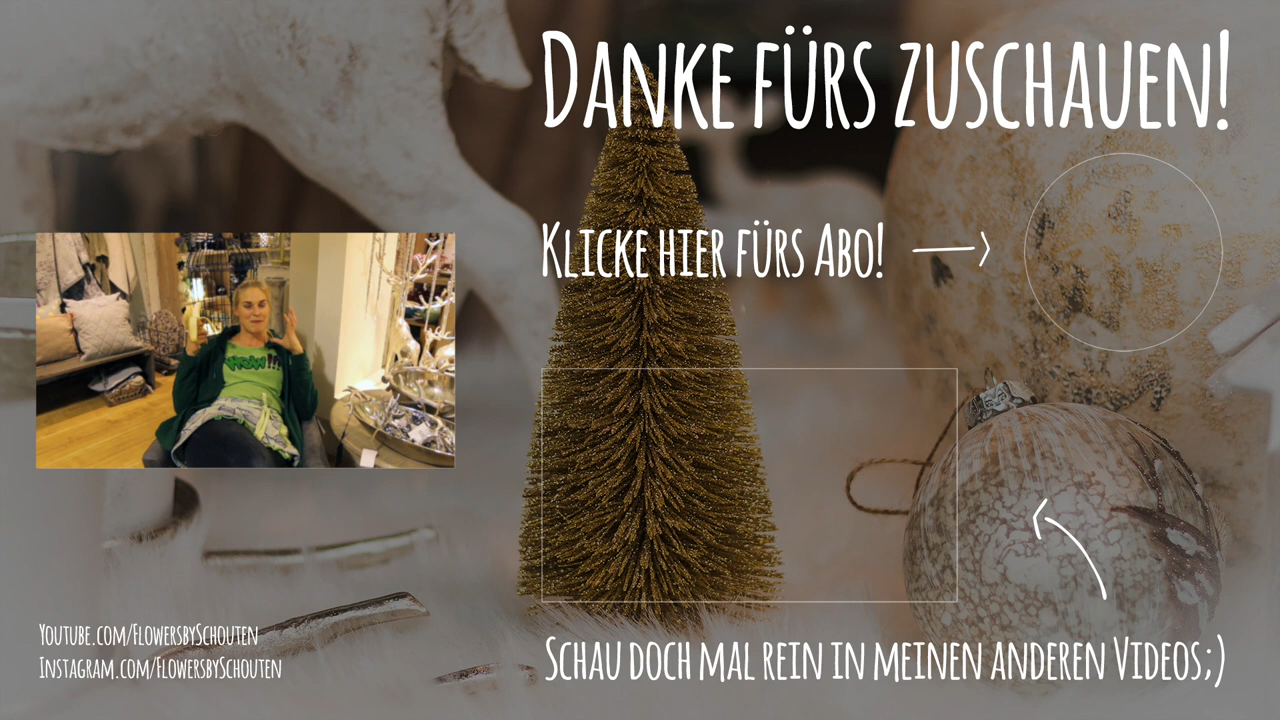 Danke fürs zuschauen!
Klicke hier fürs Abo!
WOAH!!!
Youtube.com/FlowersbySchouten
Instagram.com/FlowersbySchouten
Schau doch mal rein in meinen anderen Videos;)